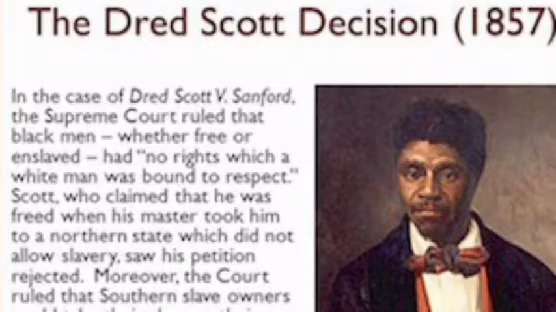 The Dred Scott Decision (1857)
In the case of Dred Scott V. Sanford,
the Supreme Court ruled that
black men – whether free or
enslaved – had “no rights which a
white man was bound to respect.”
Scott, who claimed that he was
freed when his master took him
to a northern state which did not
allow slavery, saw his petition
rejected. Moreover, the Court
ruled that Southern slave owners